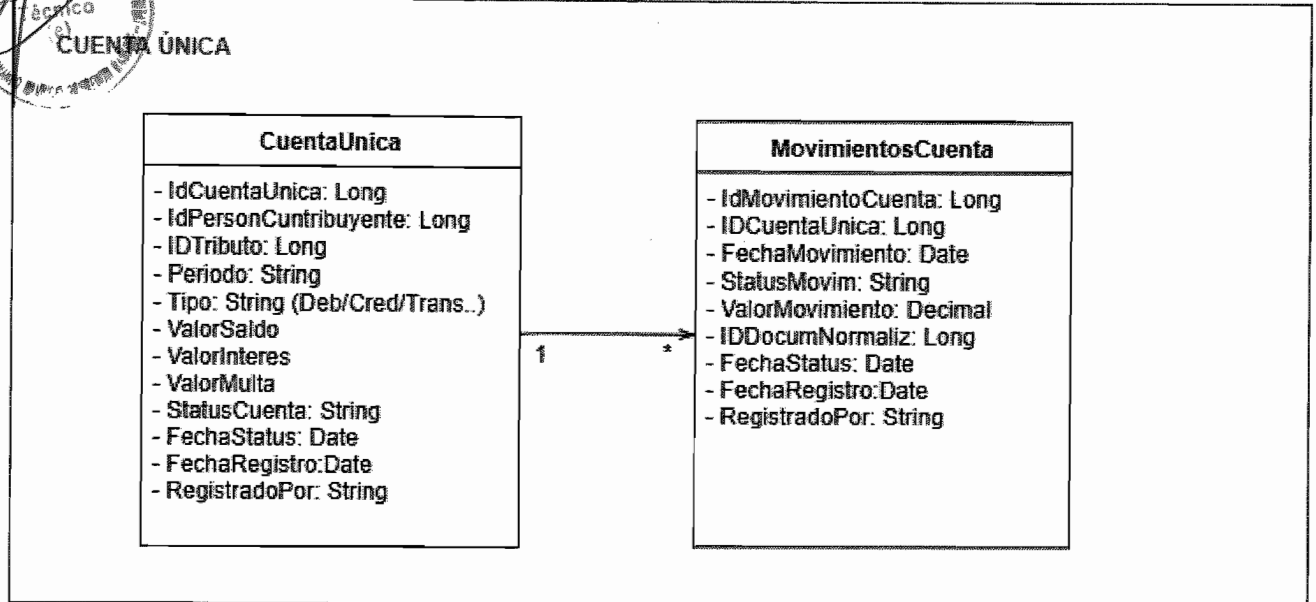 écnico
CUENTA ÚNICA
CuentaUnica
- IdCuentaUnica: Long
- IdPersonCuntribuyente: Long
- IDTributo: Long
- Periodo: String
- Tipo: String (Deb/Cred/Trans..)
- ValorSaldo
- ValorInteres
- ValorMulta
- StatusCuenta: String
- FechaStatus: Date
- FechaRegistro:Date
- RegistradoPor: String
1
*
MovimientosCuenta
- IdMovimientoCuenta: Long
- IDCuentaUnica: Long
- FechaMovimiento: Date
- StatusMovim: String
- ValorMovimiento: Decimal
- IDDocumNormaliz: Long
- FechaStatus: Date
- FechaRegistro:Date
- RegistradoPor: String